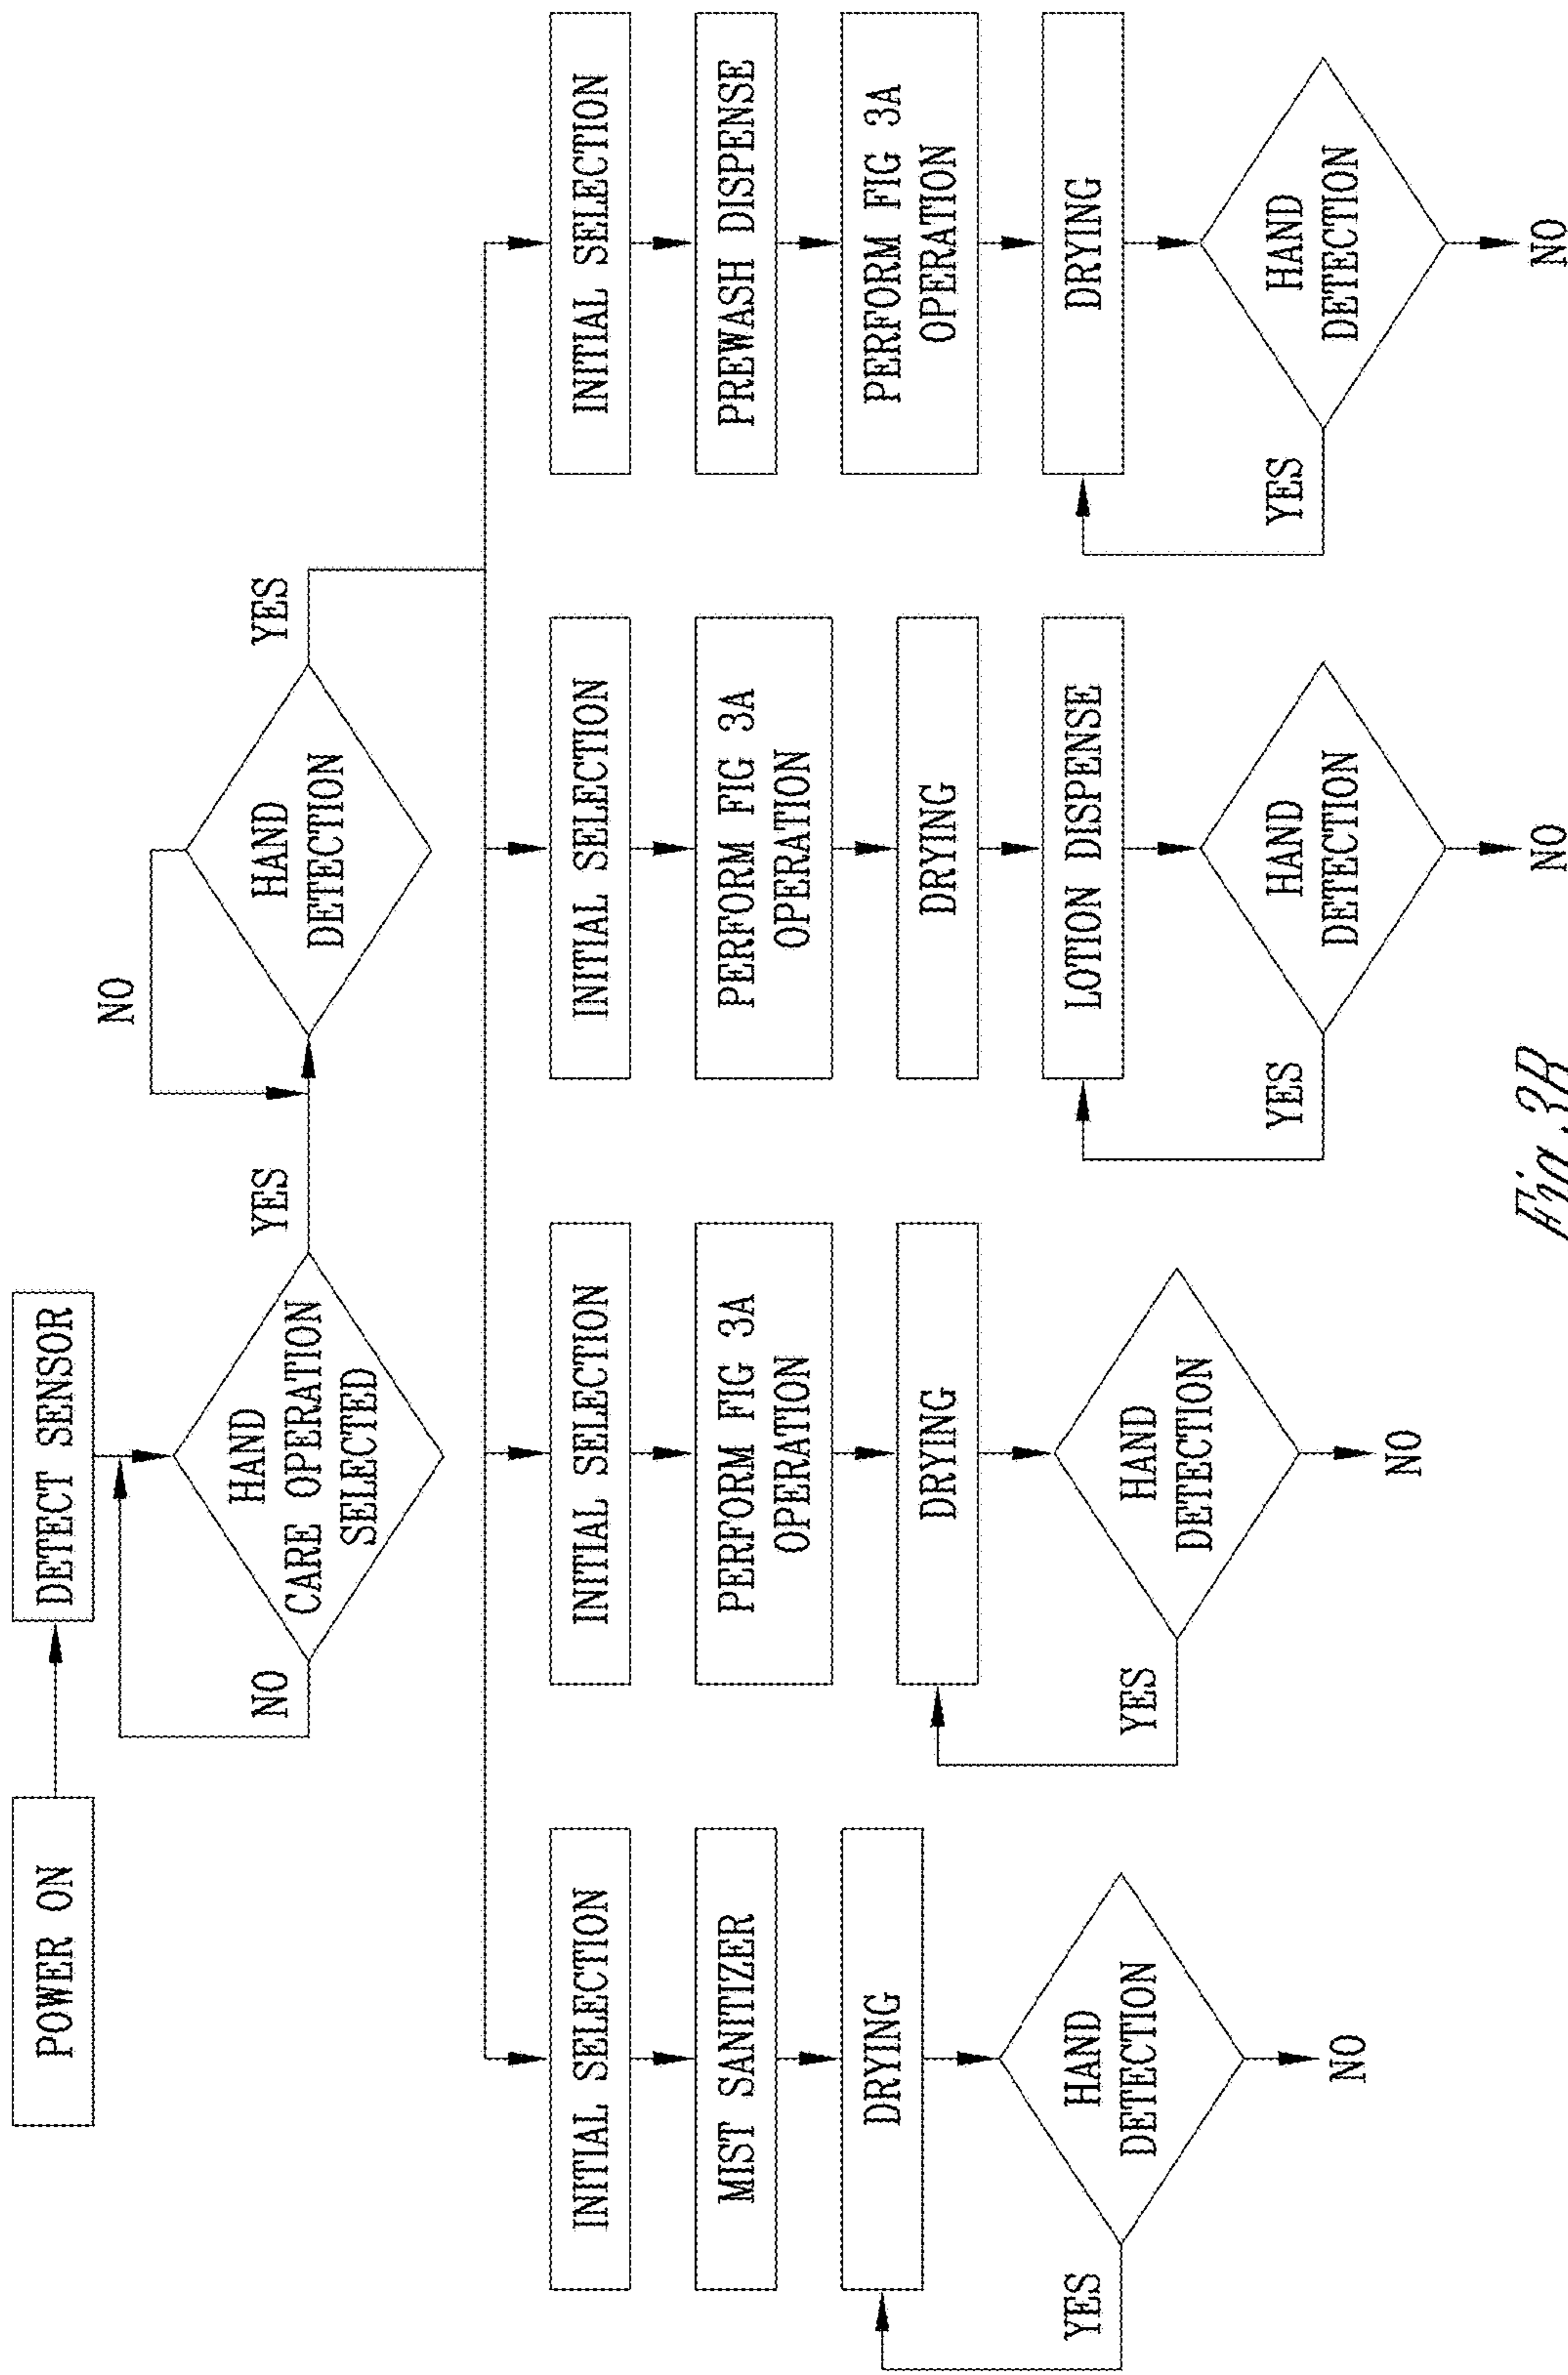 POWER ON
DETECT SENSOR
HAND
CARE OPERATION
SELECTED
NO
YES
HAND
DETECTION
NO
YES
INITIAL SELECTION
MIST SANITIZER
DRYING
HAND
DETECTION
YES
NO
INITIAL SELECTION
PERFORM FIG 3A
OPERATION
DRYING
HAND
DETECTION
YES
NO
INITIAL SELECTION
PERFORM FIG 3A
OPERATION
DRYING
LOTION DISPENSE
HAND
DETECTION
YES
NO
INITIAL SELECTION
PREWASH DISPENSE
PERFORM FIG 3A
OPERATION
DRYING
HAND
DETECTION
YES
NO
Fig.3B